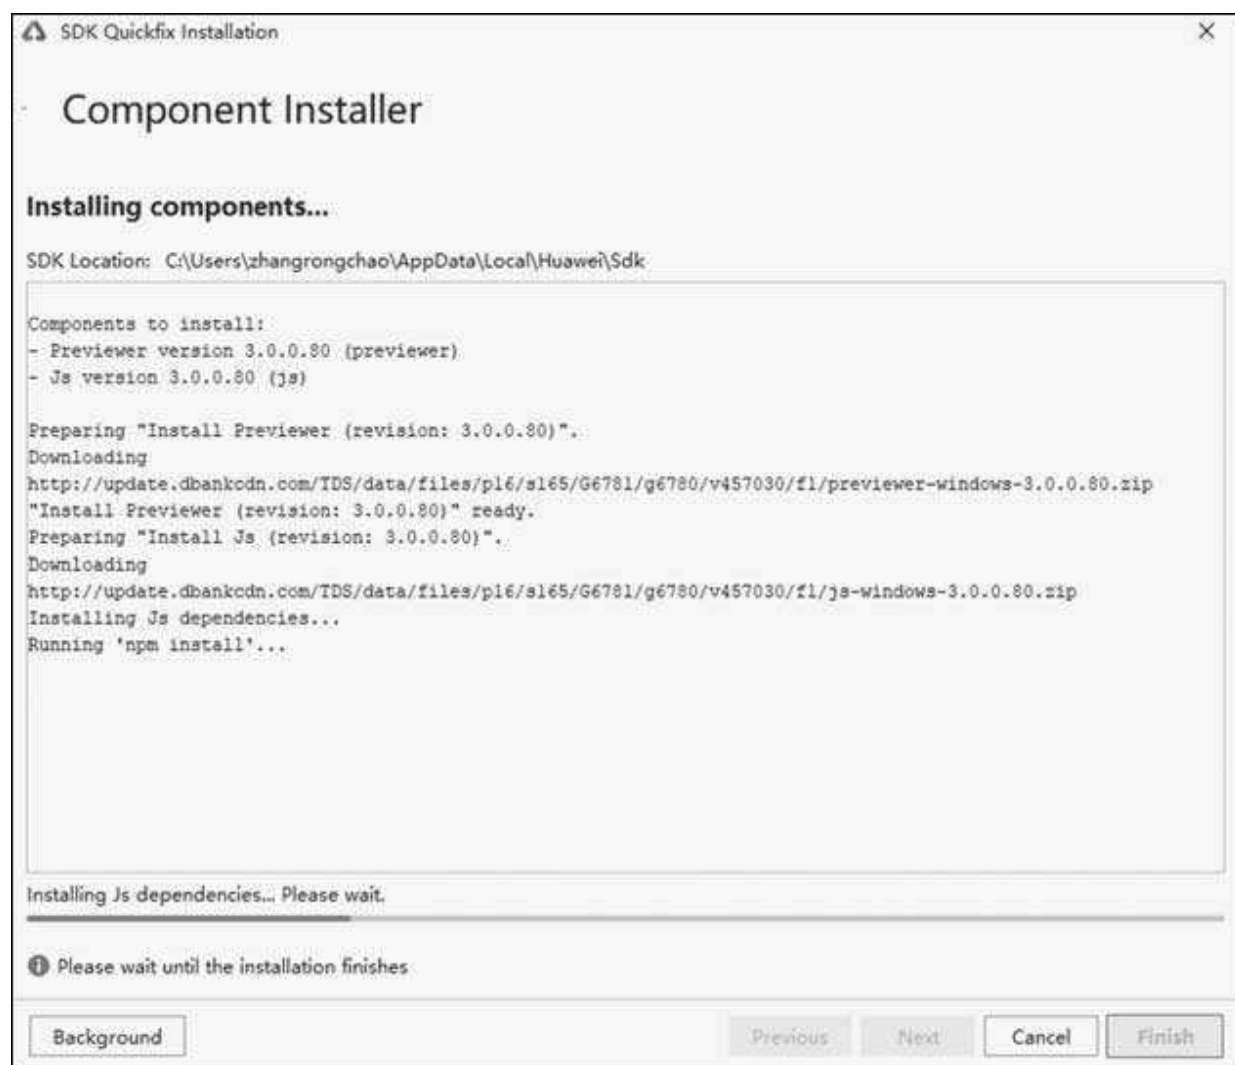 SDK Quickfix Installation
Component Installer
Installing components...
SDK Location: C:\Users\zhangrongchao\AppData\Local\Huawei\Sdk
Components to install:
- Previewer version 3.0.0.80 (previewer)
- Js version 3.0.0.80 (js)
Preparing "Install Previewer (revision: 3.0.0.80)".
Downloading
http://update.dbankcdn.com/TDS/data/files/p16/s165/G6781/g6780/v457030/f1/previewer-windows-3.0.0.80.zip
"Install Previewer (revision: 3.0.0.80)" ready.
Preparing "Install Js (revision: 3.0.0.80)".
Downloading
http://update.dbankcdn.com/TDS/data/files/p16/s165/G6781/g6780/v457030/f1/js-windows-3.0.0.80.zip
Installing Js dependencies...
Running 'npm install'...
Installing Js dependencies... Please wait.
Please wait until the installation finishes
Background Previous Next Cancel Finish